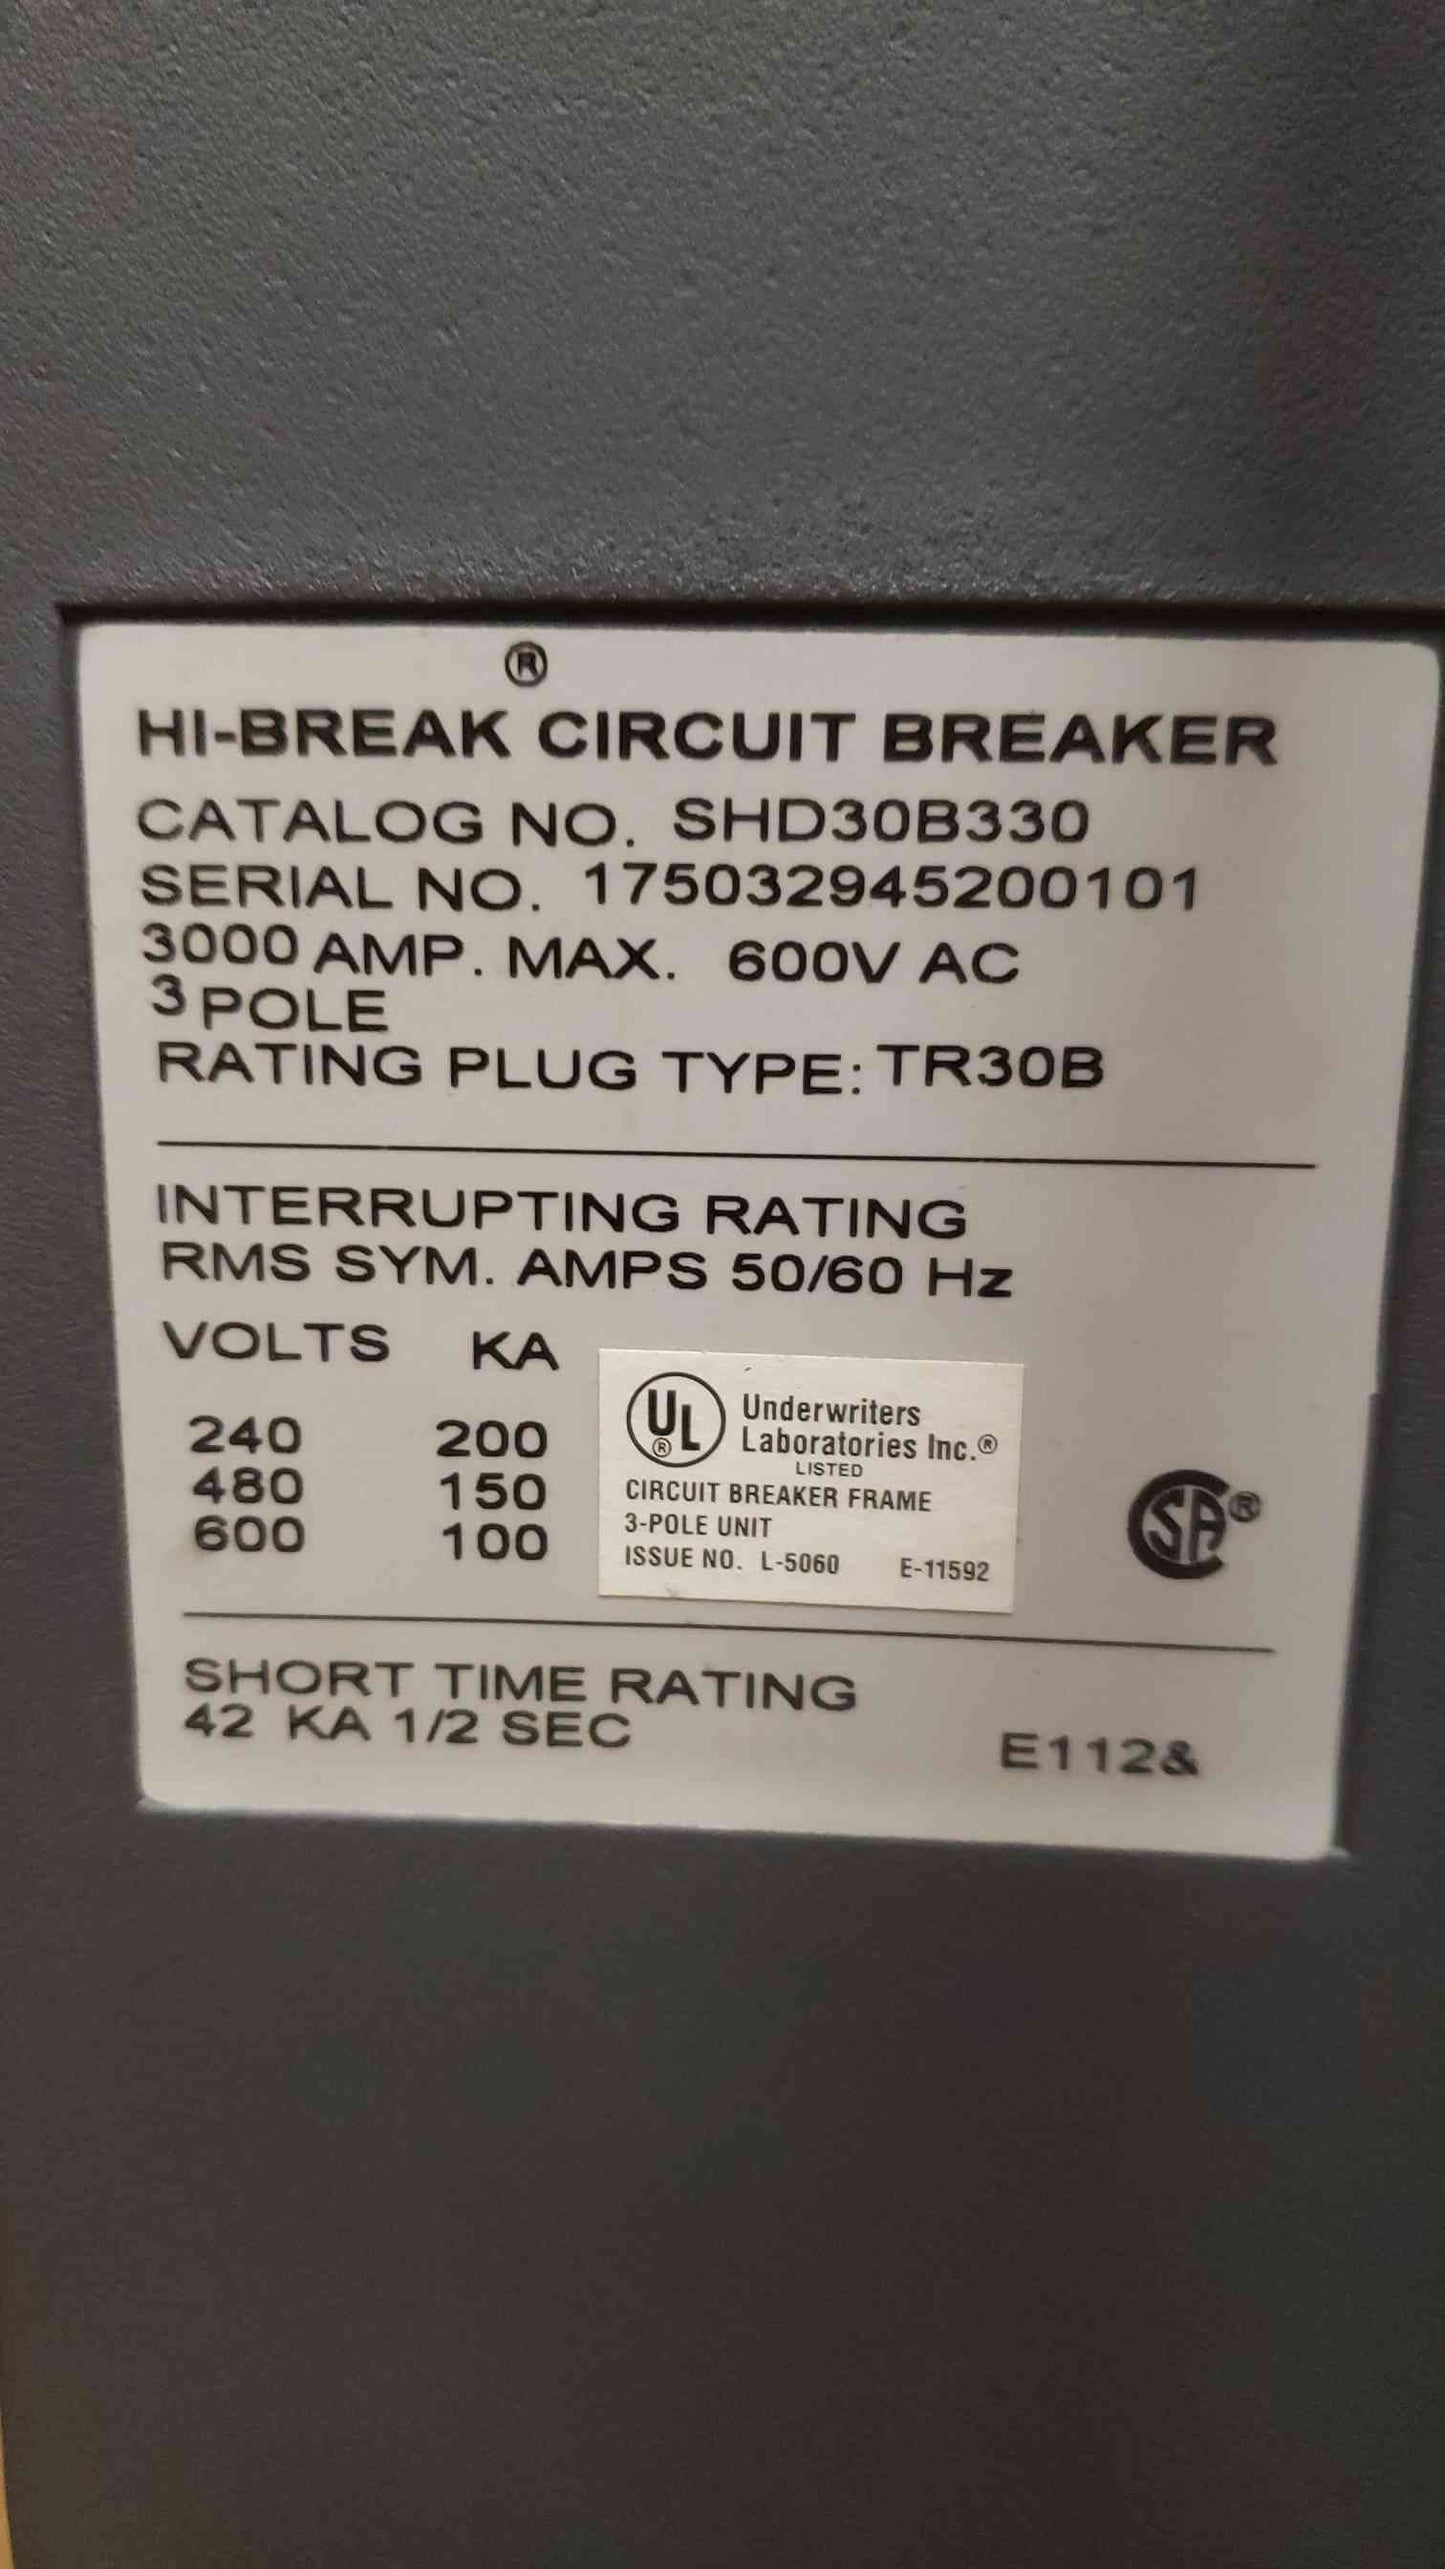 ®
HI-BREAK CIRCUIT BREAKER
CATALOG NO. SHD30B330
SERIAL NO. 175032945200101
3000 AMP. MAX. 600V AC
3 POLE
RATING PLUG TYPE: TR30B
INTERRUPTING RATING
RMS SYM. AMPS 50/60 Hz
VOLTS KA
240 200
480 150
600 100
UL® Underwriters
Laboratories Inc.®
LISTED
CIRCUIT BREAKER FRAME
3-POLE UNIT
ISSUE NO. L-5060 E-11592
SA®
SHORT TIME RATING
42 KA 1/2 SEC
E112&